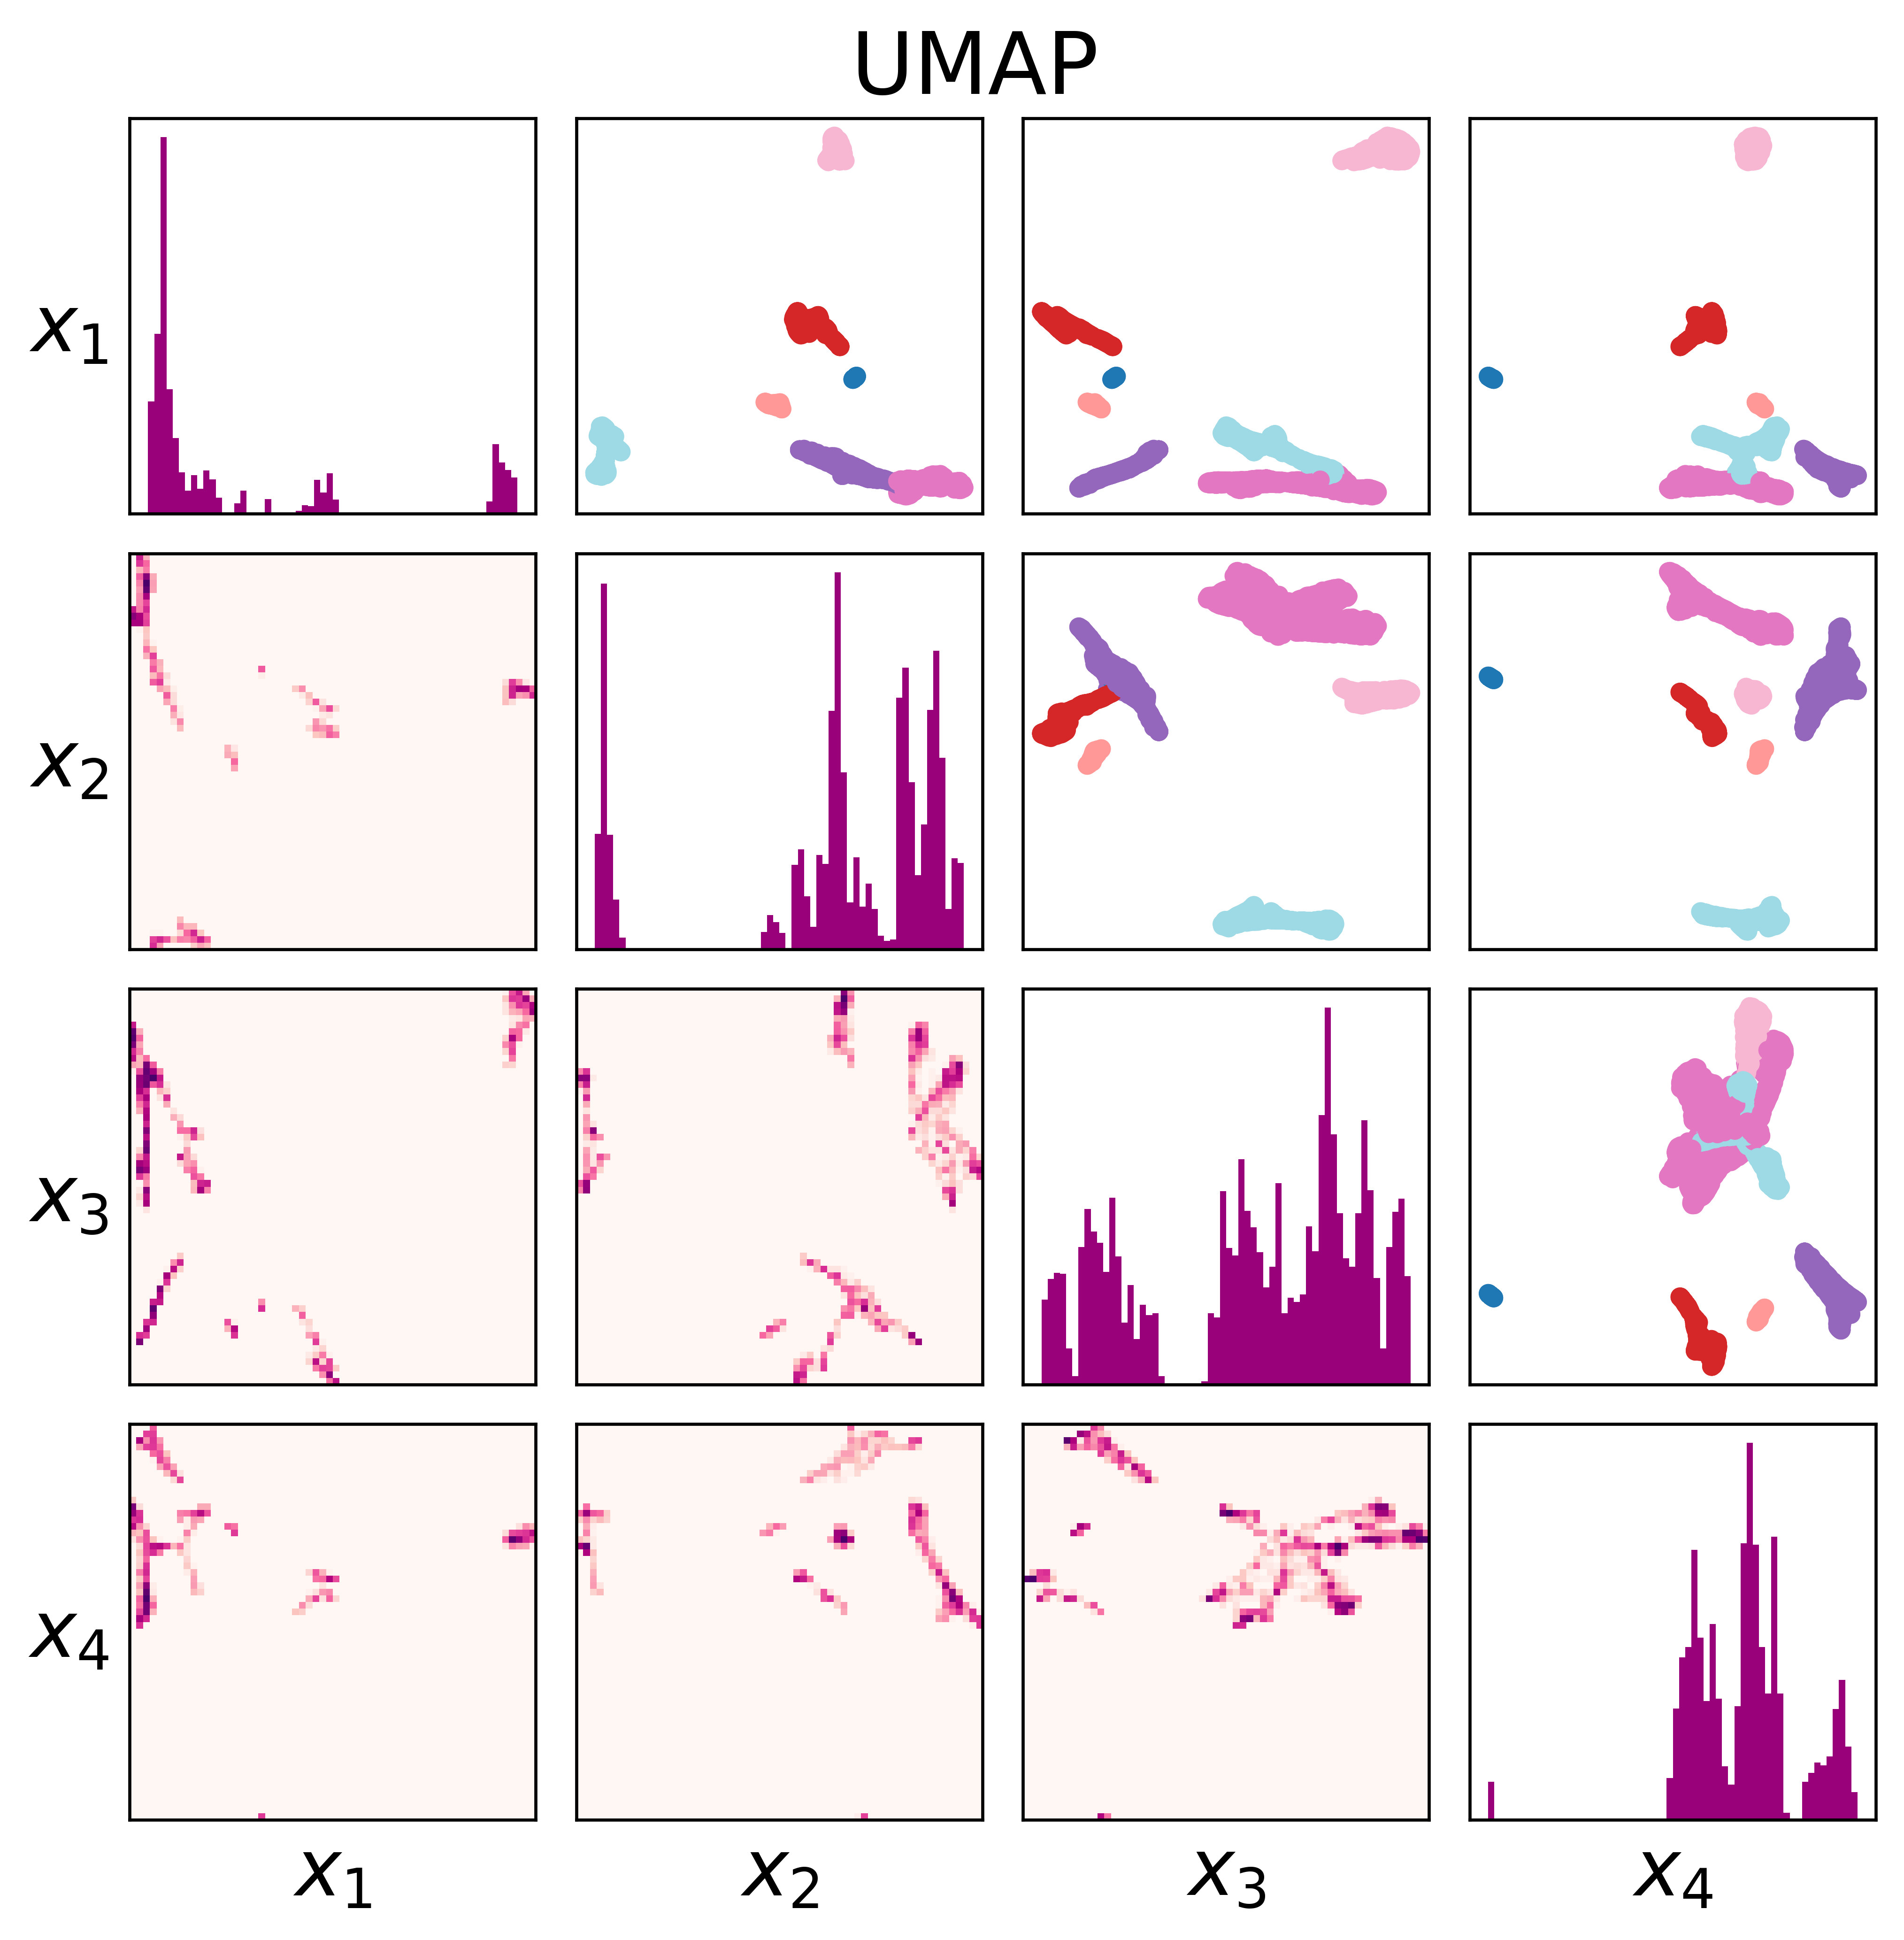 UMAP
x₁
x₂
x₃
x₄
x₁ x₂ x₃ x₄